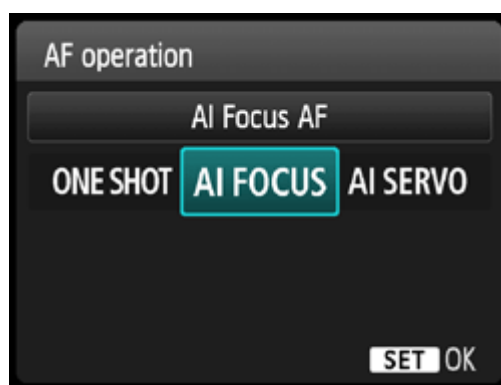 AF operation
AI Focus AF
ONE SHOT AI FOCUS AI SERVO
SET OK